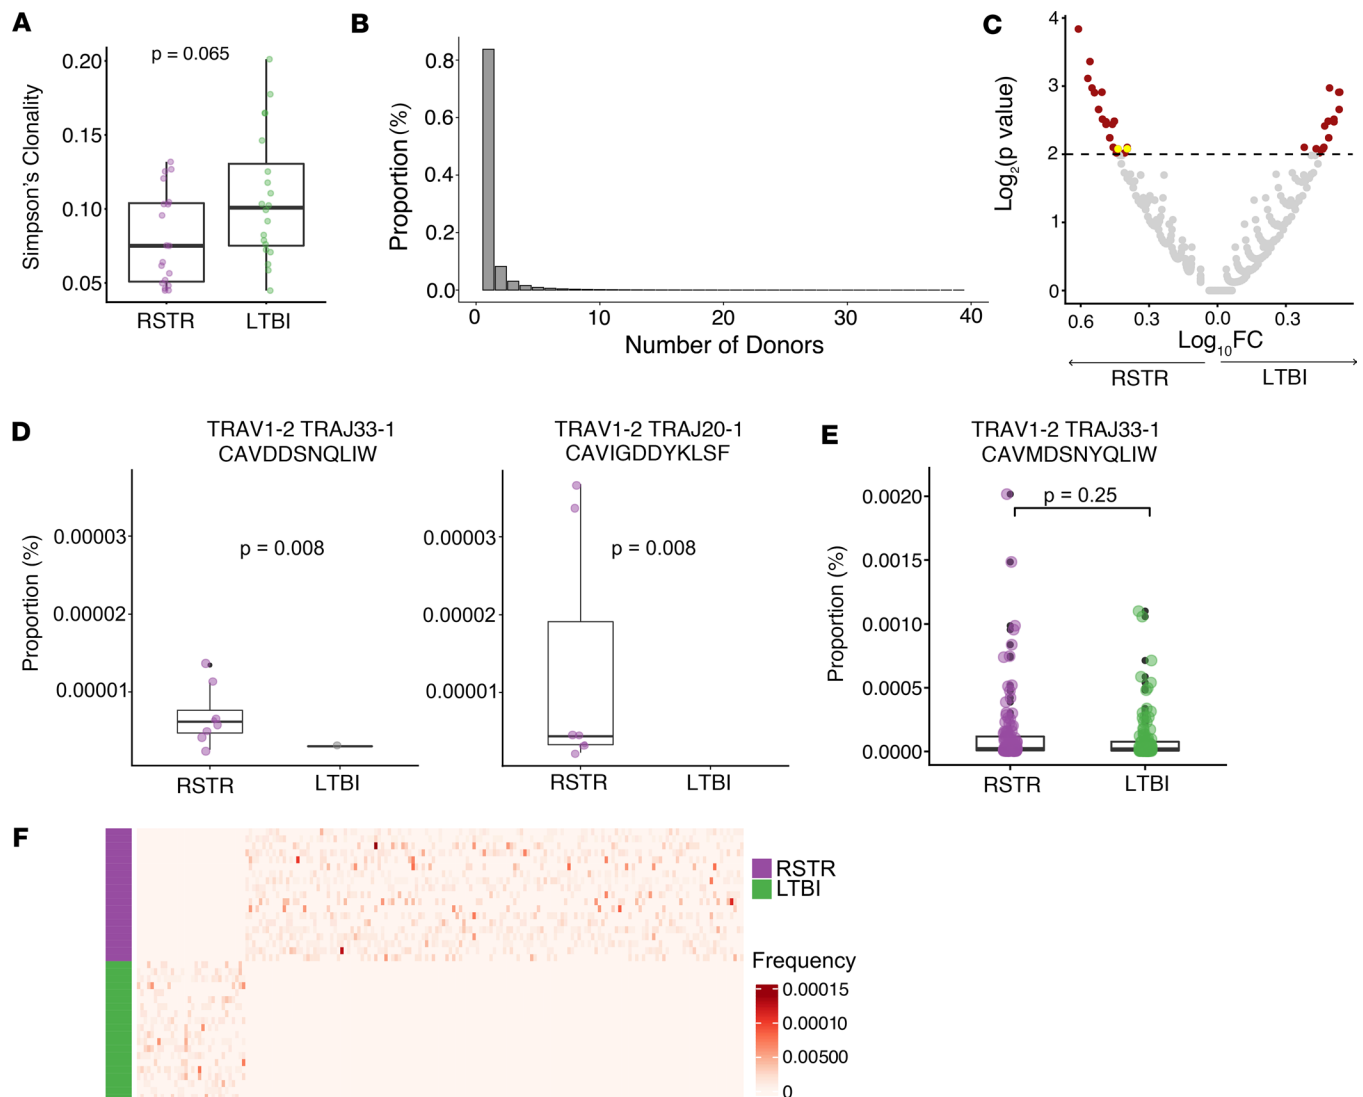 A
p = 0.065
Simpson's Clonality
0.20
0.15
0.10
0.05
RSTR
LTBI
B
Proportion (%)
0.8
0.6
0.4
0.2
0.0
0
10
20
30
40
Number of Donors
C
Log2(p value)
4
3
2
1
0
0.6
0.3
0.0
0.3
Log10FC
RSTR
LTBI
D
TRAV1-2 TRAJ33-1
CAVDDSNQLIW
Proportion (%)
0.00003
0.00002
0.00001
p = 0.008
RSTR
LTBI
TRAV1-2 TRAJ20-1
CAVIGDDYKLSF
0.00003
0.00002
0.00001
p = 0.008
RSTR
LTBI
E
TRAV1-2 TRAJ33-1
CAVMDSNYQLIW
Proportion (%)
0.0020
0.0015
0.0010
0.0005
0.0000
p = 0.25
RSTR
LTBI
F
RSTR
LTBI
Frequency
0.00015
0.00010
0.00500
0